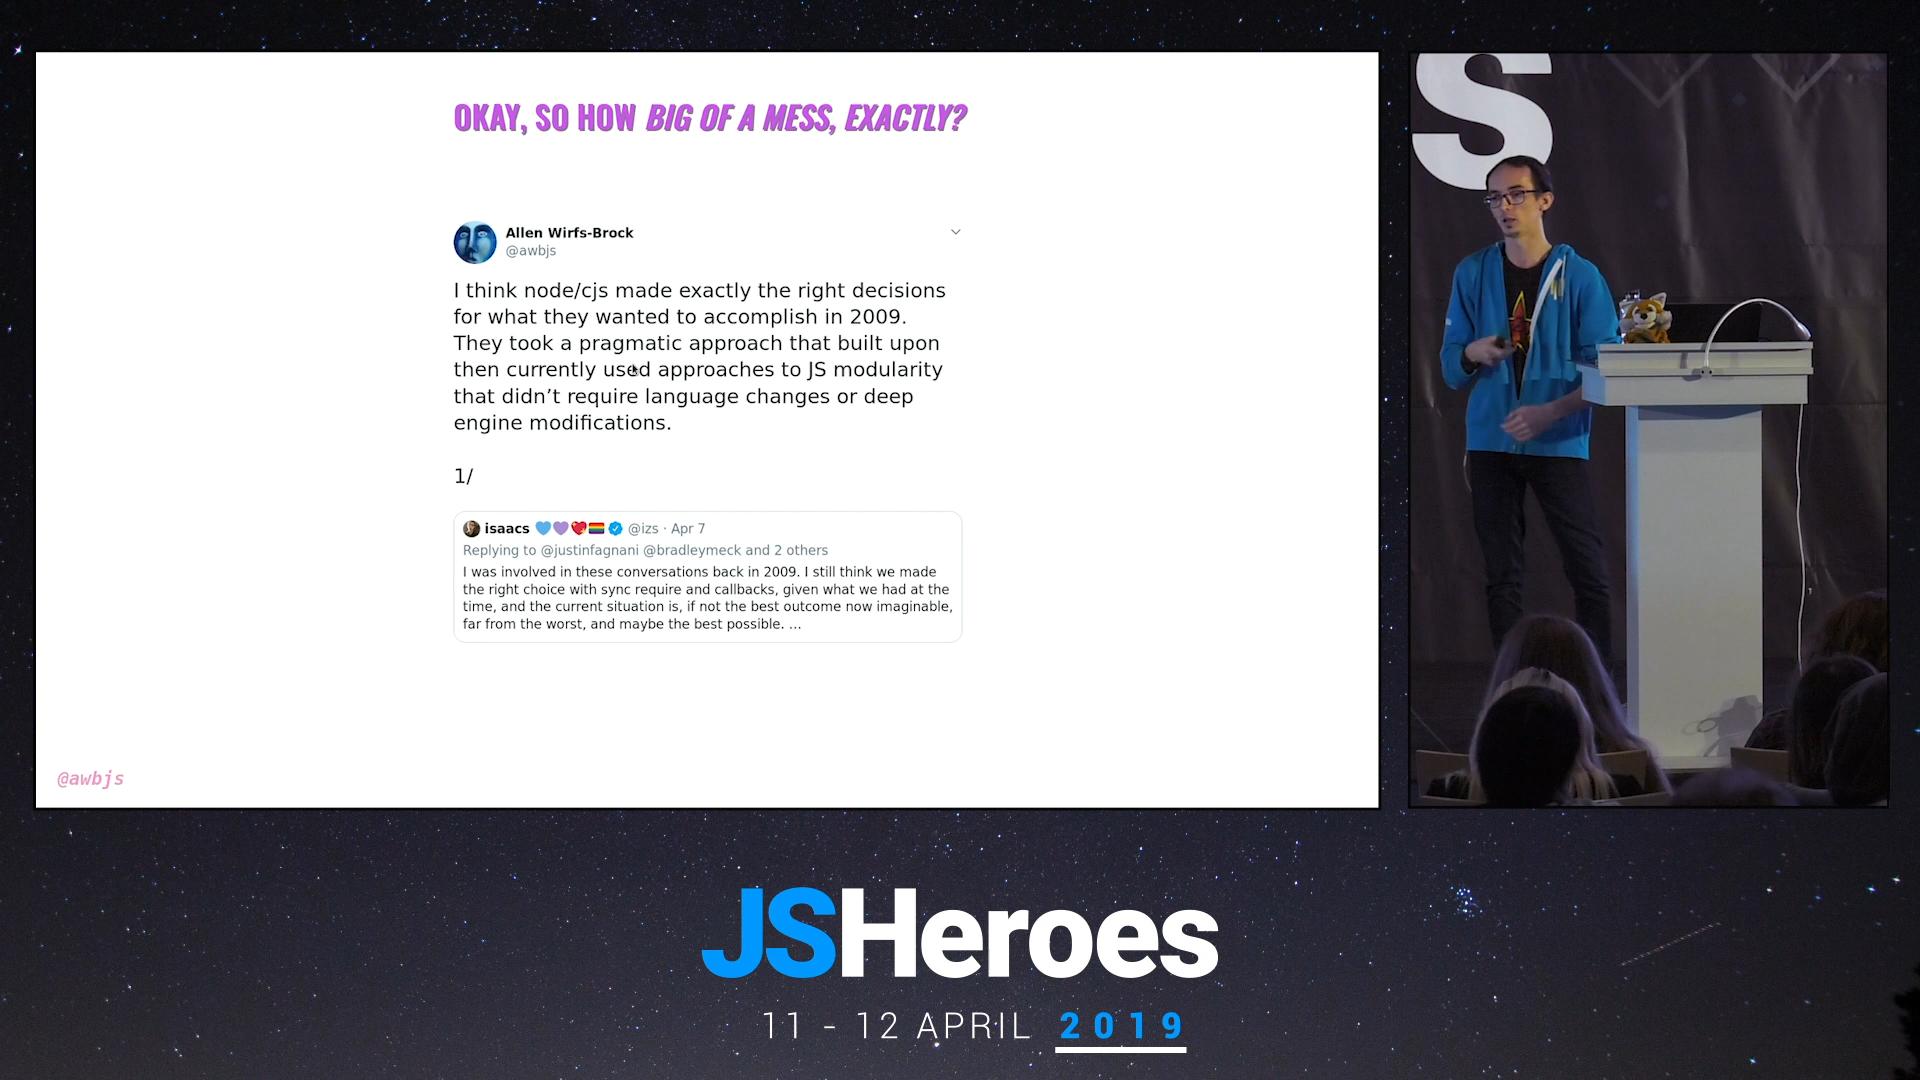 OKAY, SO HOW BIG OF A MESS, EXACTLY?
Allen Wirfs-Brock
@awbjs
I think node/cjs made exactly the right decisions
for what they wanted to accomplish in 2009.
They took a pragmatic approach that built upon
then currently used approaches to JS modularity
that didn’t require language changes or deep
engine modifications.
1/
isaacs @izs · Apr 7
Replying to @justinfagnani @bradleymeck and 2 others
I was involved in these conversations back in 2009. I still think we made
the right choice with sync require and callbacks, given what we had at the
time, and the current situation is, if not the best outcome now imaginable,
far from the worst, and maybe the best possible. ...
@awbjs
S
JSHeroes
11 - 12 APRIL 2019